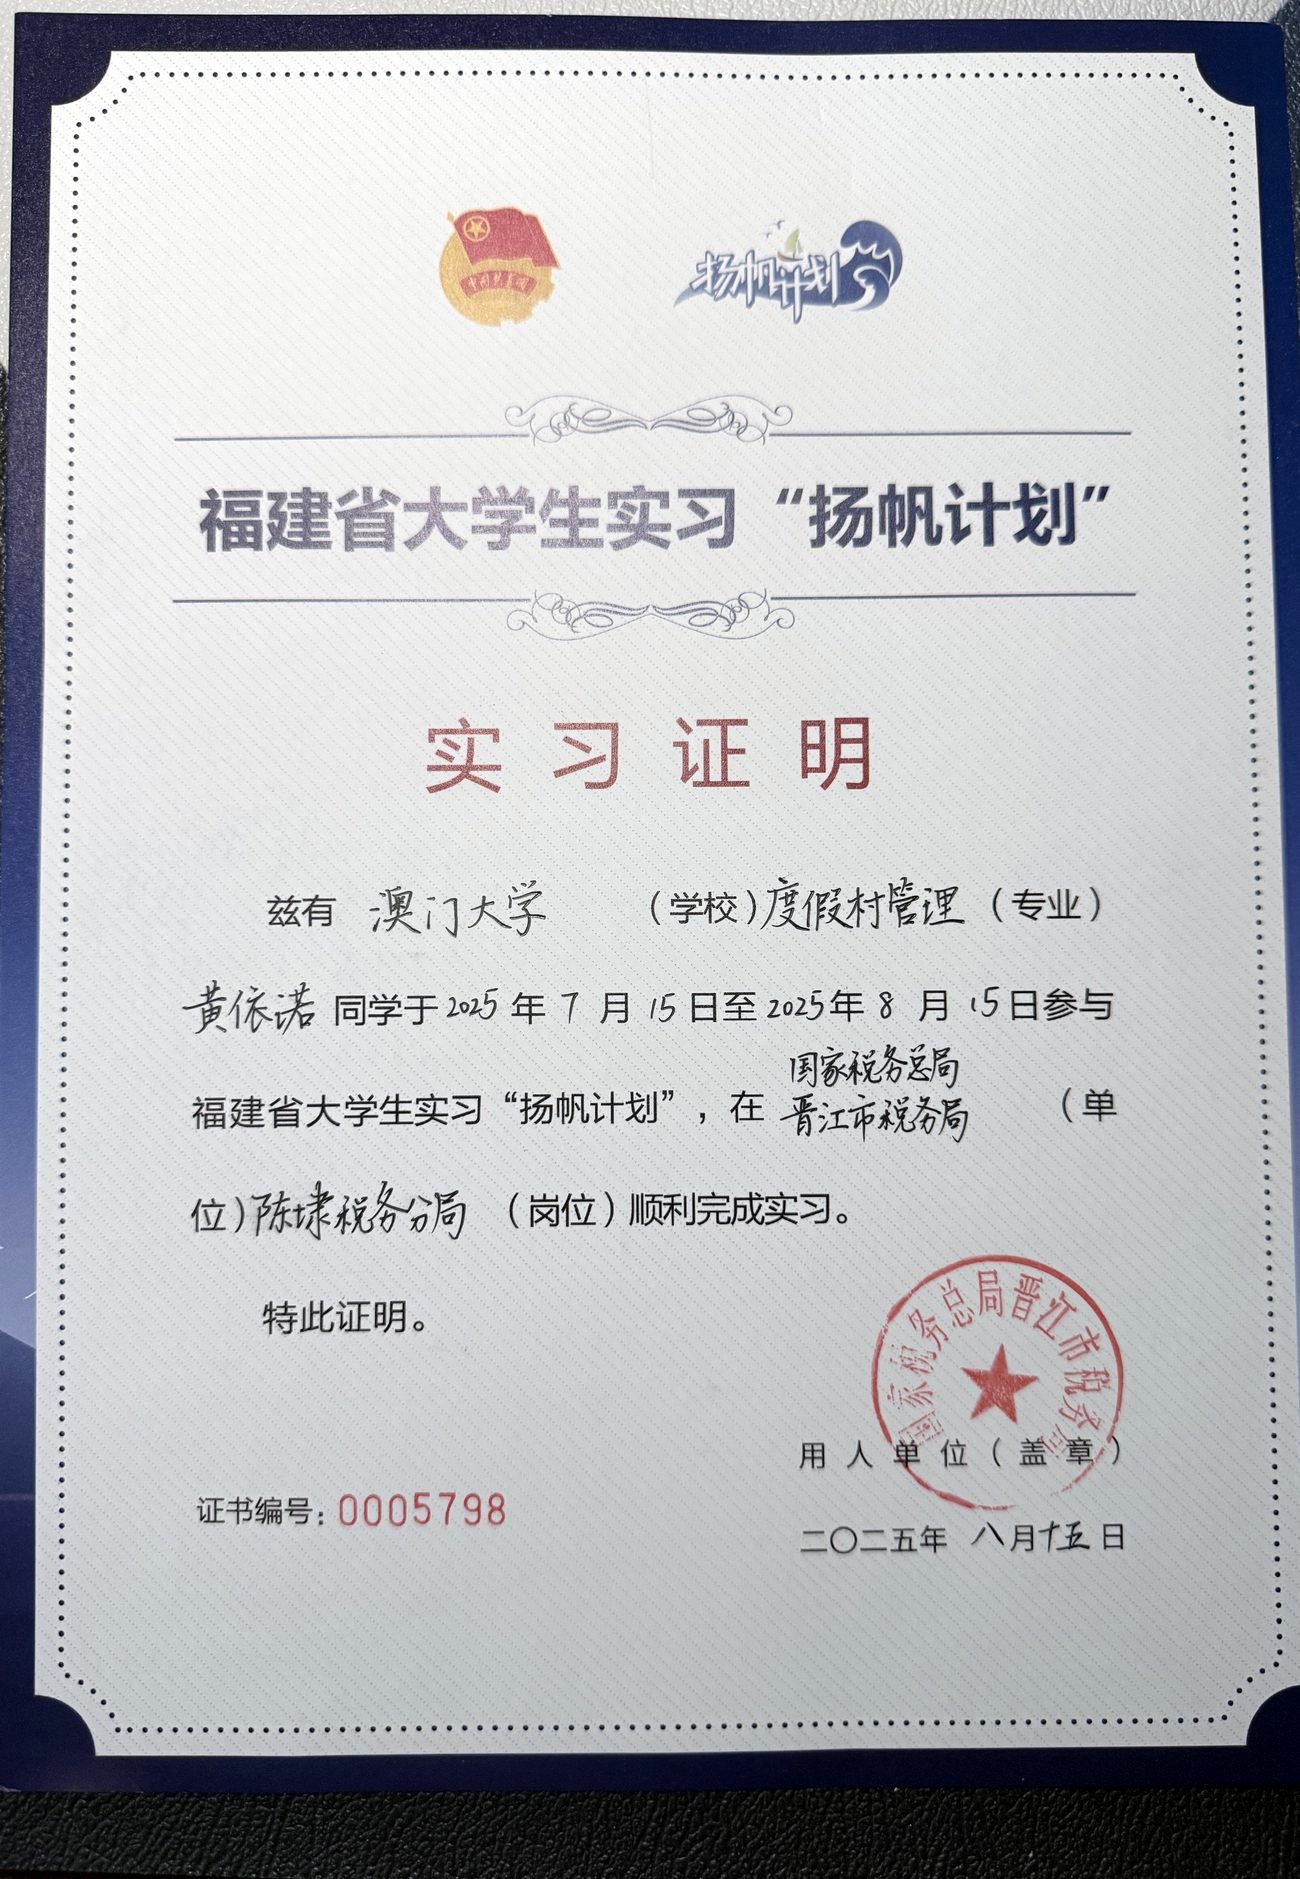 中国共青团
扬帆计划
福建省大学生实习“扬帆计划”
实习证明
兹有 澳门大学 （学校）度假村管理（专业）
黄依诺 同学于2025年7月15日至2025年8月15日参与
国家税务总局
福建省大学生实习“扬帆计划”，在 晋江市税务局 （单
位）陈埭税务分局 （岗位）顺利完成实习。
特此证明。
国家税务总局晋江市税务局
用人单位（盖章）
证书编号：0005798
二〇二五年 八月十五日